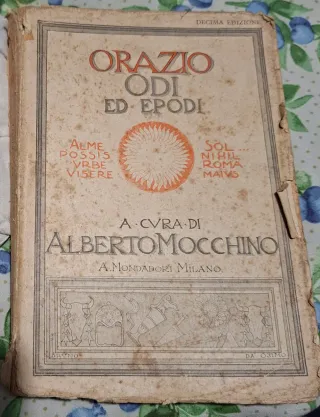 DECIMA EDIZIONE
ORAZIO
ODI
ED·EPODI
ALME SOL
POSSIS NIHIL
VRBE ROMA
VISERE MAIVS
A·CVRA·DI
ALBERTO MOCCHINO
A. MONDADORI MILANO